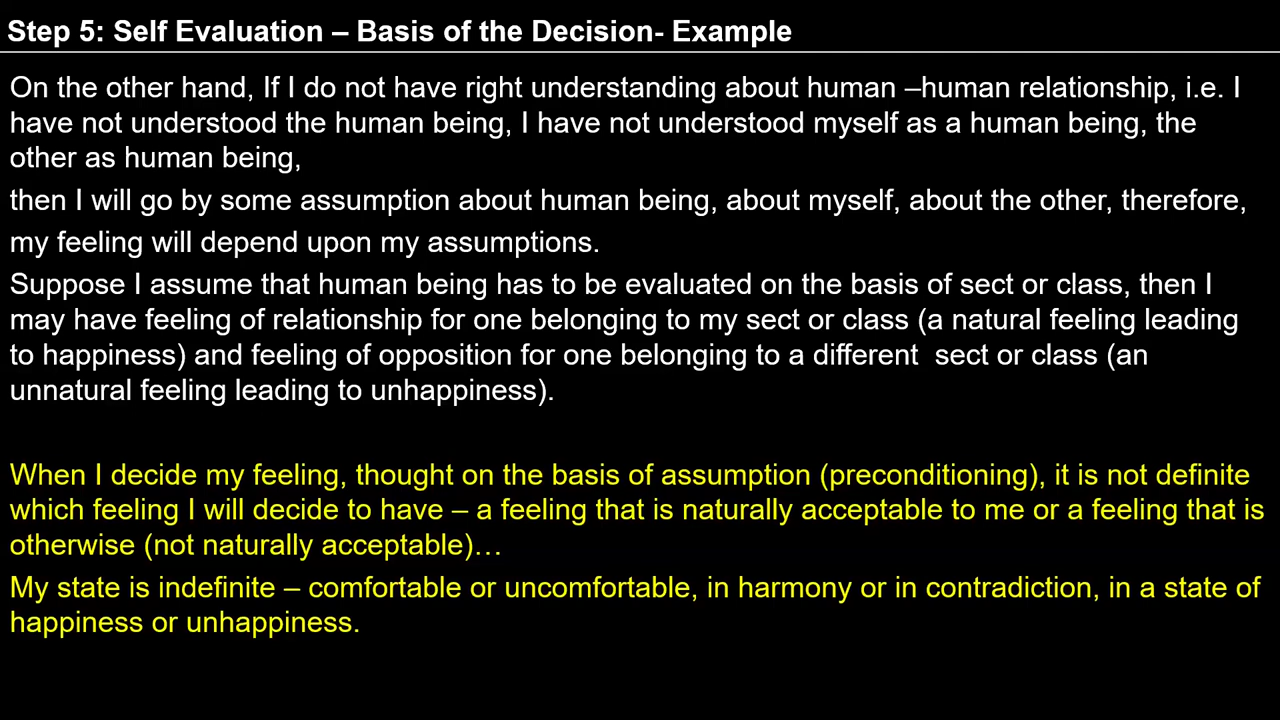 Step 5: Self Evaluation – Basis of the Decision- Example
On the other hand, If I do not have right understanding about human –human relationship, i.e. I
have not understood the human being, I have not understood myself as a human being, the
other as human being,
then I will go by some assumption about human being, about myself, about the other, therefore,
my feeling will depend upon my assumptions.
Suppose I assume that human being has to be evaluated on the basis of sect or class, then I
may have feeling of relationship for one belonging to my sect or class (a natural feeling leading
to happiness) and feeling of opposition for one belonging to a different  sect or class (an
unnatural feeling leading to unhappiness).
When I decide my feeling, thought on the basis of assumption (preconditioning), it is not definite
which feeling I will decide to have – a feeling that is naturally acceptable to me or a feeling that is
otherwise (not naturally acceptable)…
My state is indefinite – comfortable or uncomfortable, in harmony or in contradiction, in a state of
happiness or unhappiness.